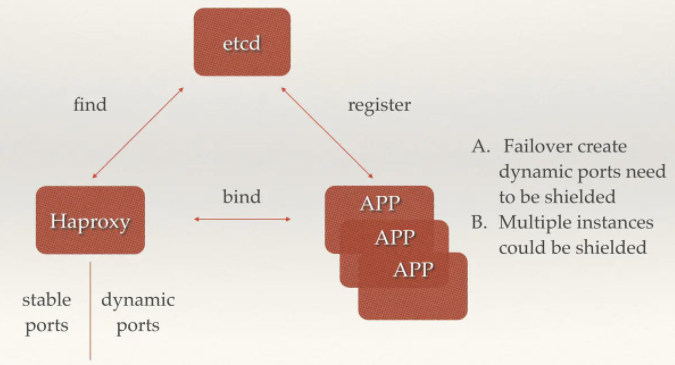 etcd
find
register
A. Failover create
dynamic ports need
to be shielded
B. Multiple instances
could be shielded
bind
Haproxy
APP
APP
APP
stable
ports
dynamic
ports